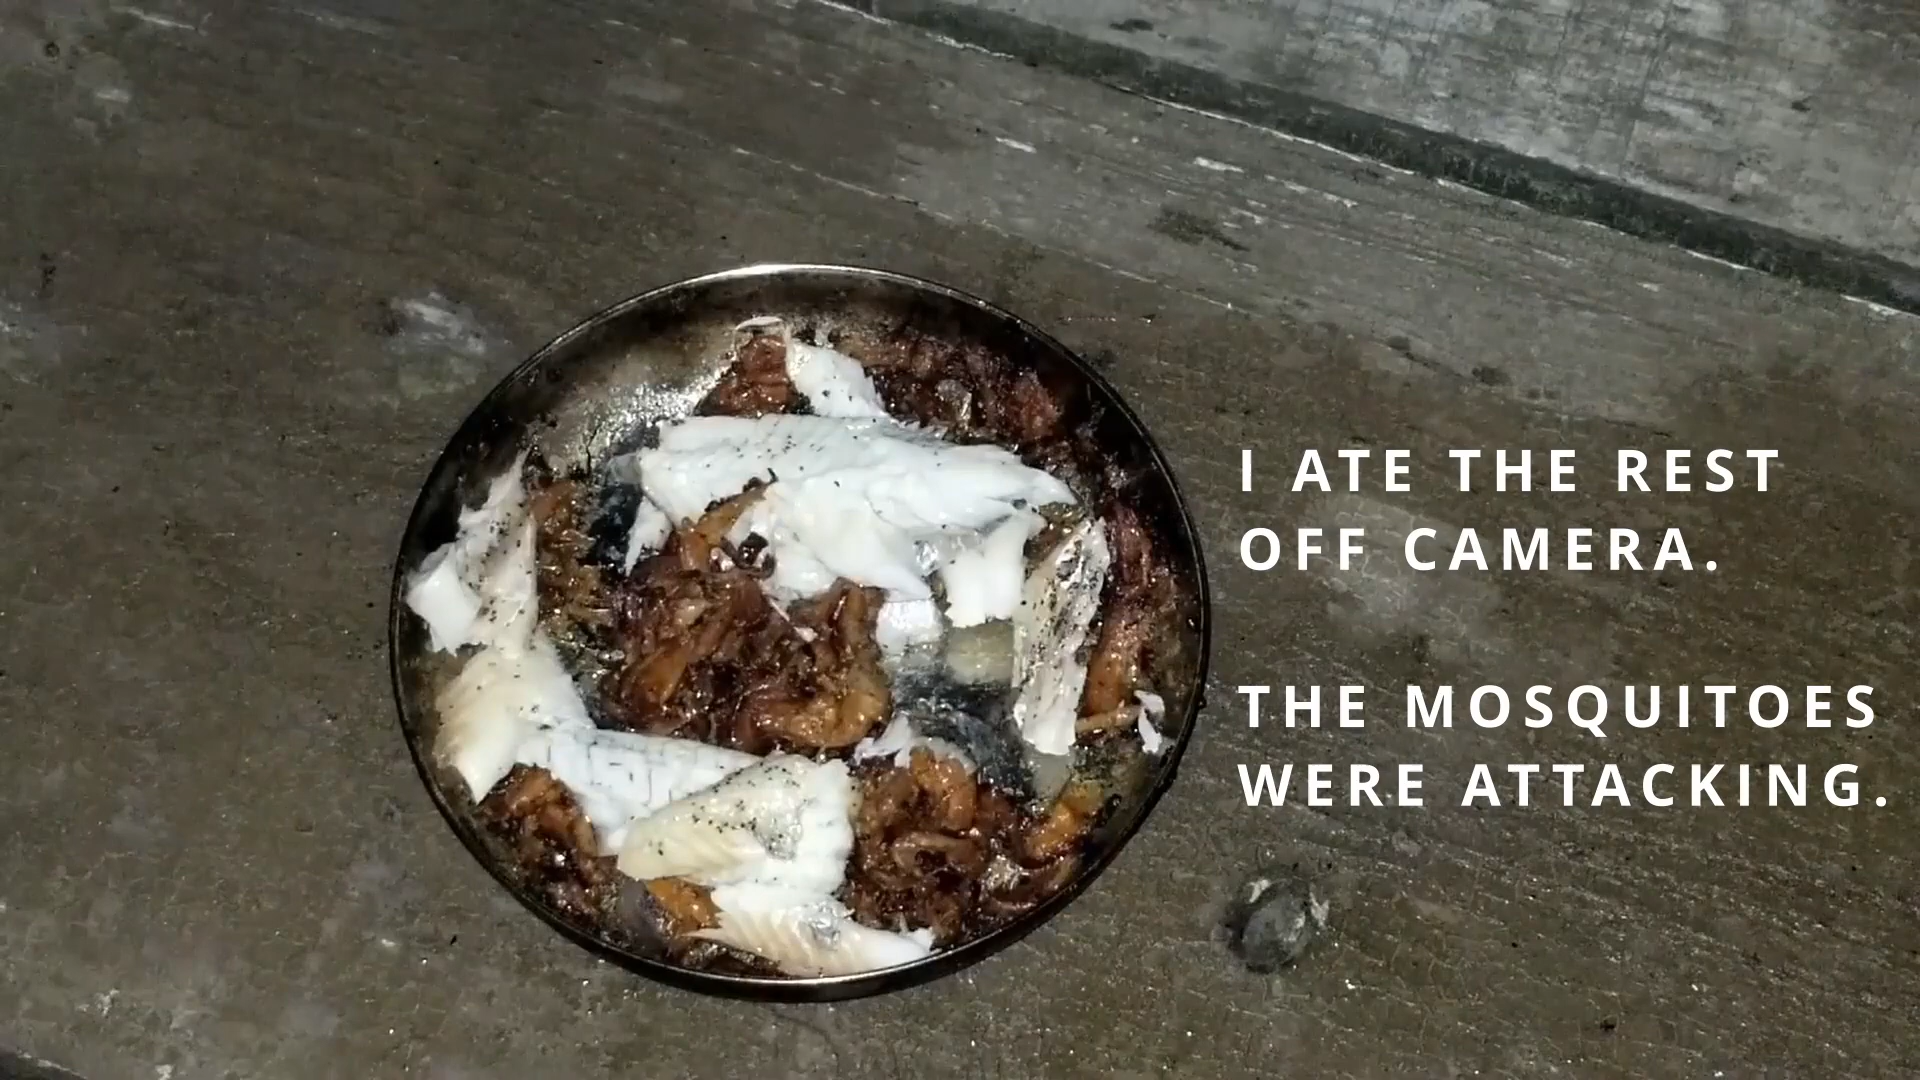 I ATE THE REST
OFF CAMERA.
THE MOSQUITOES
WERE ATTACKING.